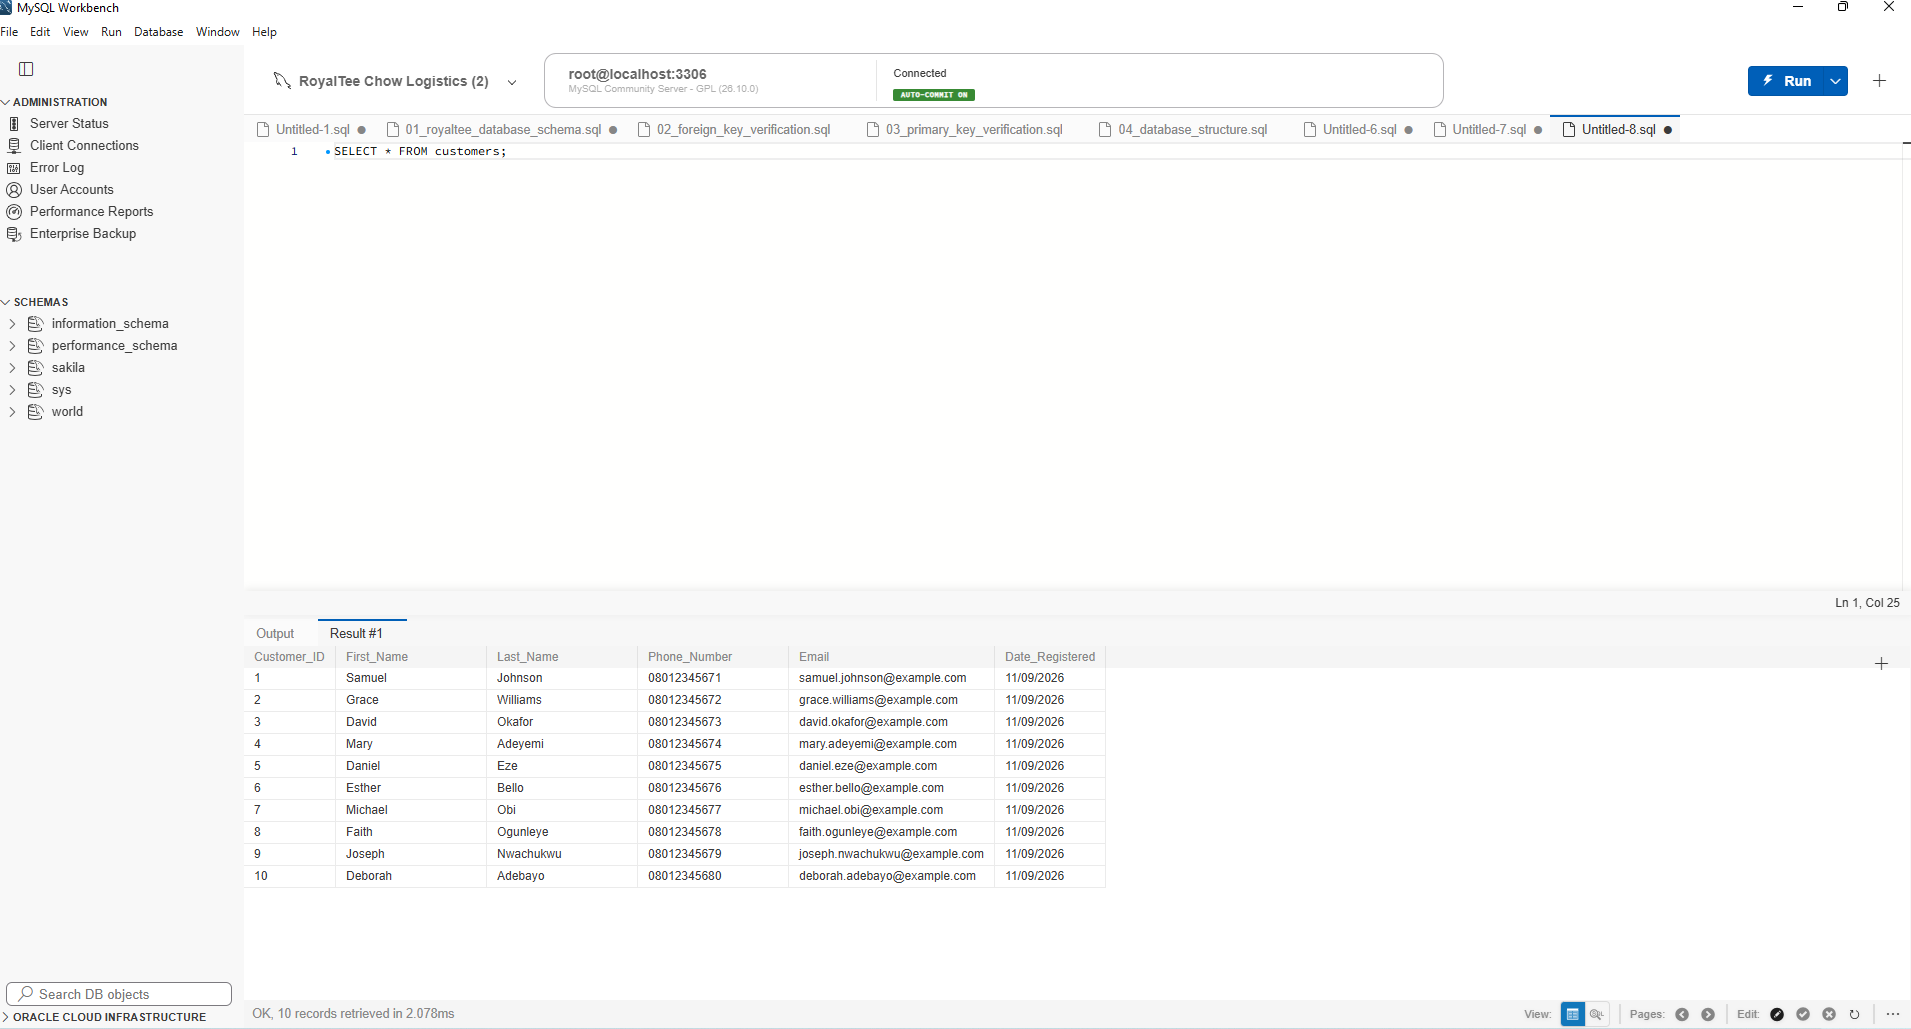 MySQL Workbench
File Edit View Run Database Window Help
RoyalTee Chow Logistics (2)
root@localhost:3306
MySQL Community Server - GPL (26.10.0)
Connected
AUTO-COMMIT ON
Run
ADMINISTRATION
Server Status
Client Connections
Error Log
User Accounts
Performance Reports
Enterprise Backup
SCHEMAS
information_schema
performance_schema
sakila
sys
world
Search DB objects
ORACLE CLOUD INFRASTRUCTURE
Untitled-1.sql 01_royaltee_database_schema.sql 02_foreign_key_verification.sql 03_primary_key_verification.sql 04_database_structure.sql Untitled-6.sql Untitled-7.sql Untitled-8.sql
1 SELECT * FROM customers;
Ln 1, Col 25
Output Result #1
Customer_ID First_Name Last_Name Phone_Number Email Date_Registered
1 Samuel Johnson 08012345671 samuel.johnson@example.com 11/09/2026
2 Grace Williams 08012345672 grace.williams@example.com 11/09/2026
3 David Okafor 08012345673 david.okafor@example.com 11/09/2026
4 Mary Adeyemi 08012345674 mary.adeyemi@example.com 11/09/2026
5 Daniel Eze 08012345675 daniel.eze@example.com 11/09/2026
6 Esther Bello 08012345676 esther.bello@example.com 11/09/2026
7 Michael Obi 08012345677 michael.obi@example.com 11/09/2026
8 Faith Ogunleye 08012345678 faith.ogunleye@example.com 11/09/2026
9 Joseph Nwachukwu 08012345679 joseph.nwachukwu@example.com 11/09/2026
10 Deborah Adebayo 08012345680 deborah.adebayo@example.com 11/09/2026
OK, 10 records retrieved in 2.078ms
View: Pages: Edit: